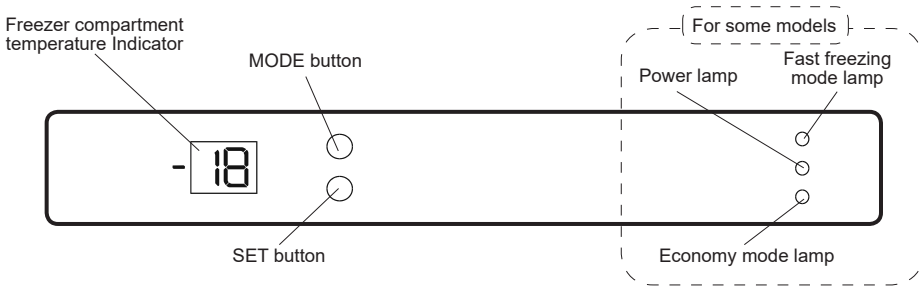 Freezer compartment
temperature Indicator
MODE button
For some models
Power lamp
Fast freezing
mode lamp
-18
SET button
Economy mode lamp